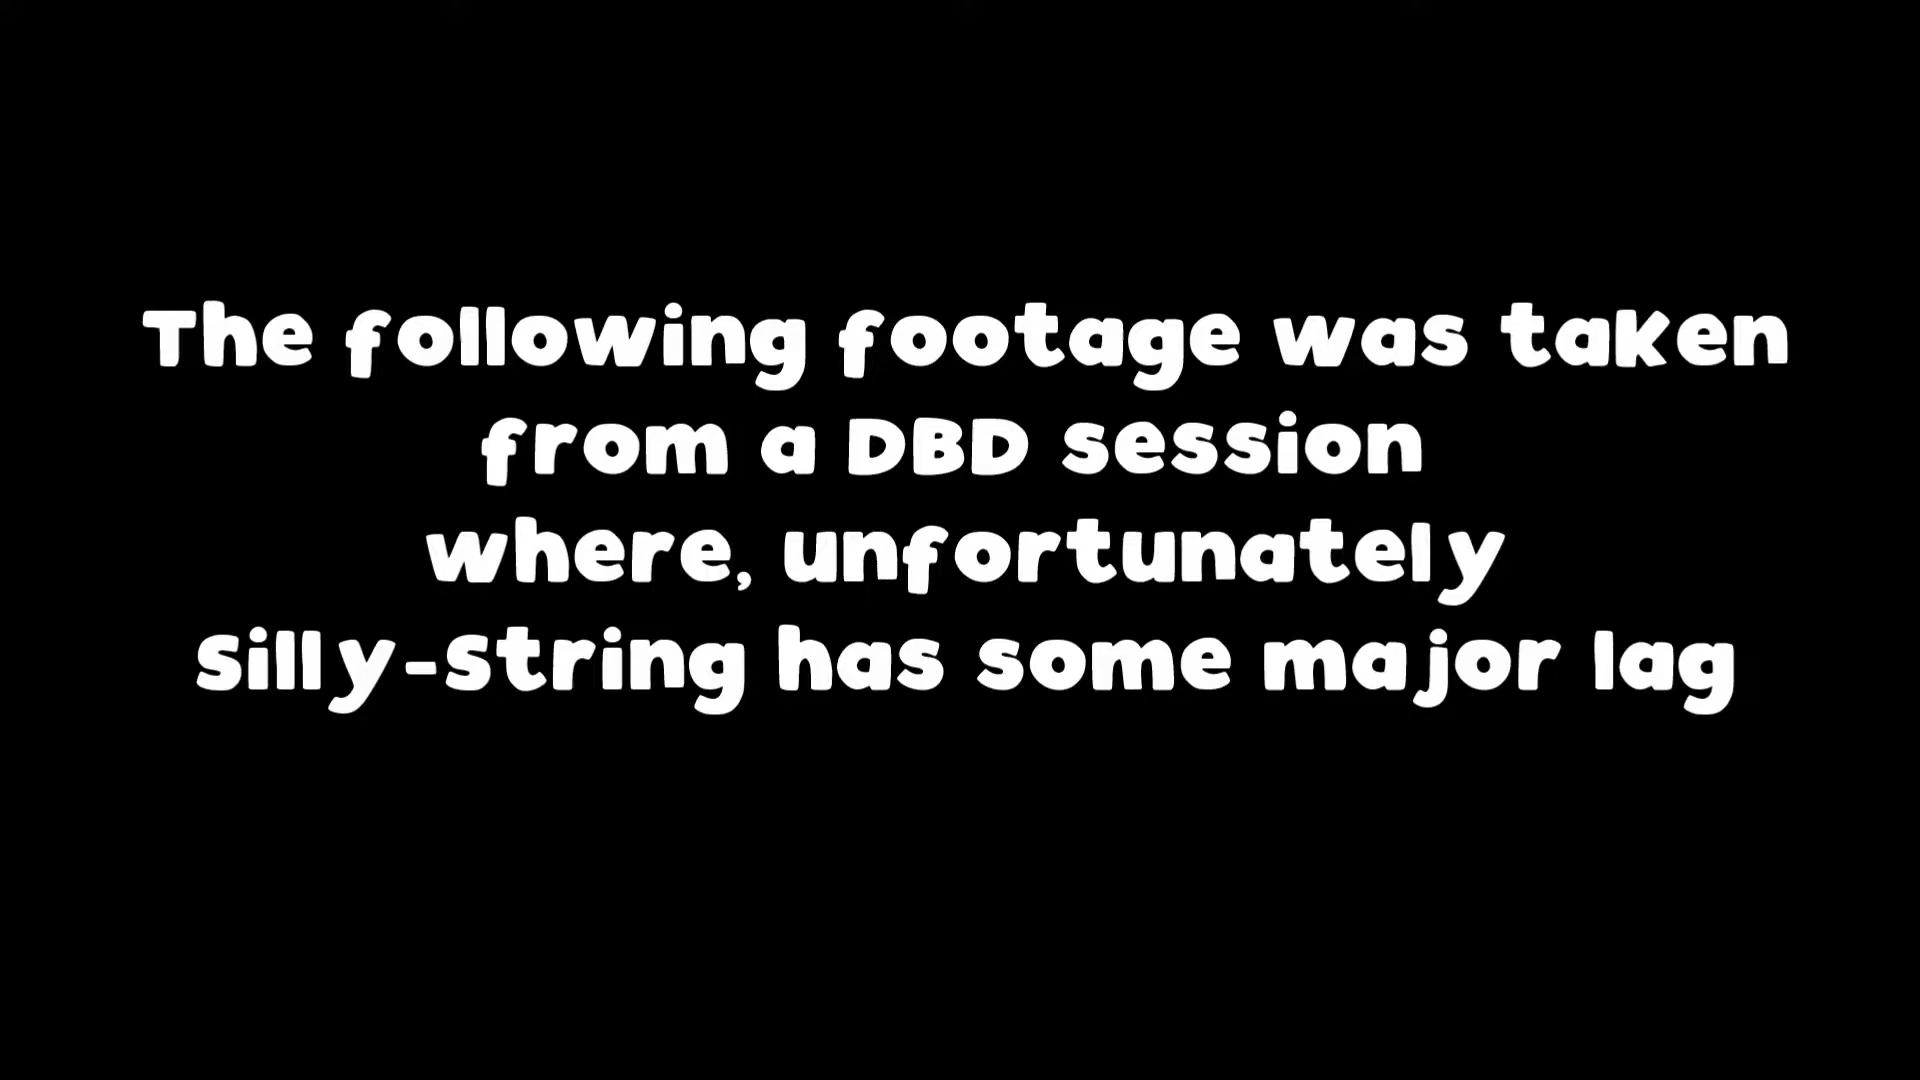 The following footage was taken
from a DBD session
where, unfortunately
Silly-String has some major lag